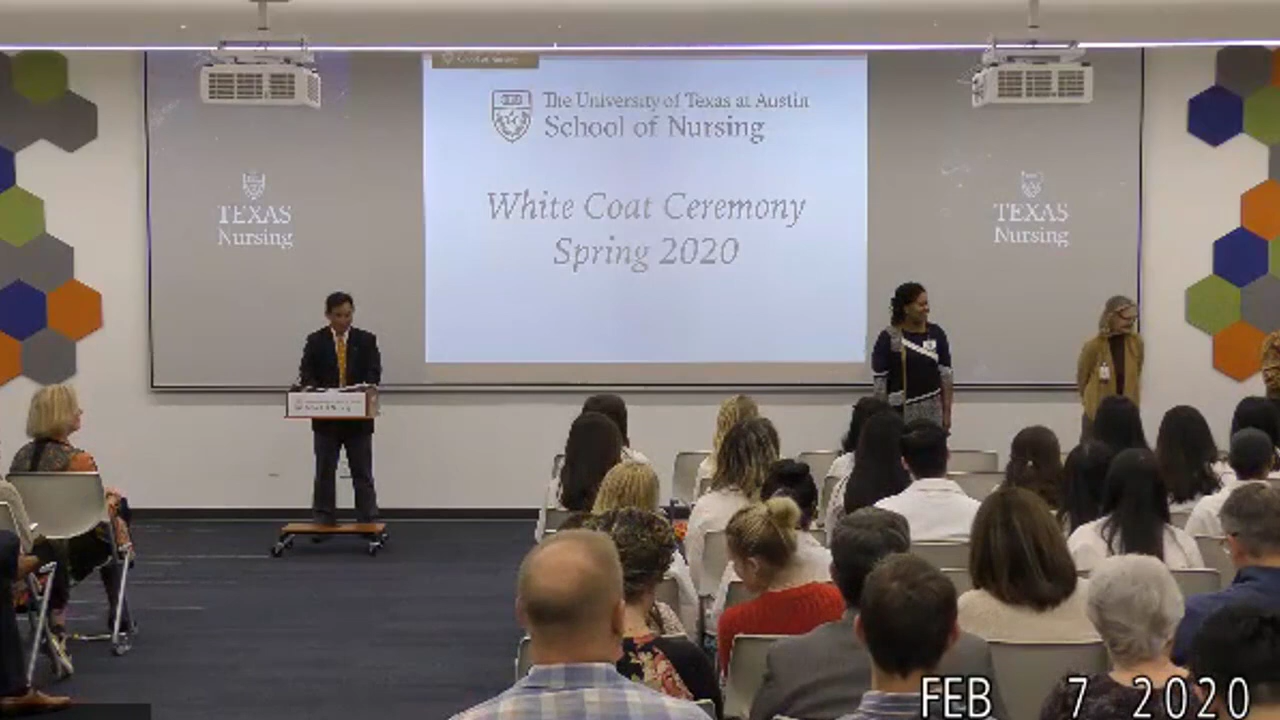 The University of Texas at Austin
School of Nursing
White Coat Ceremony
Spring 2020
TEXAS
Nursing
TEXAS
Nursing
FEB 7 2020